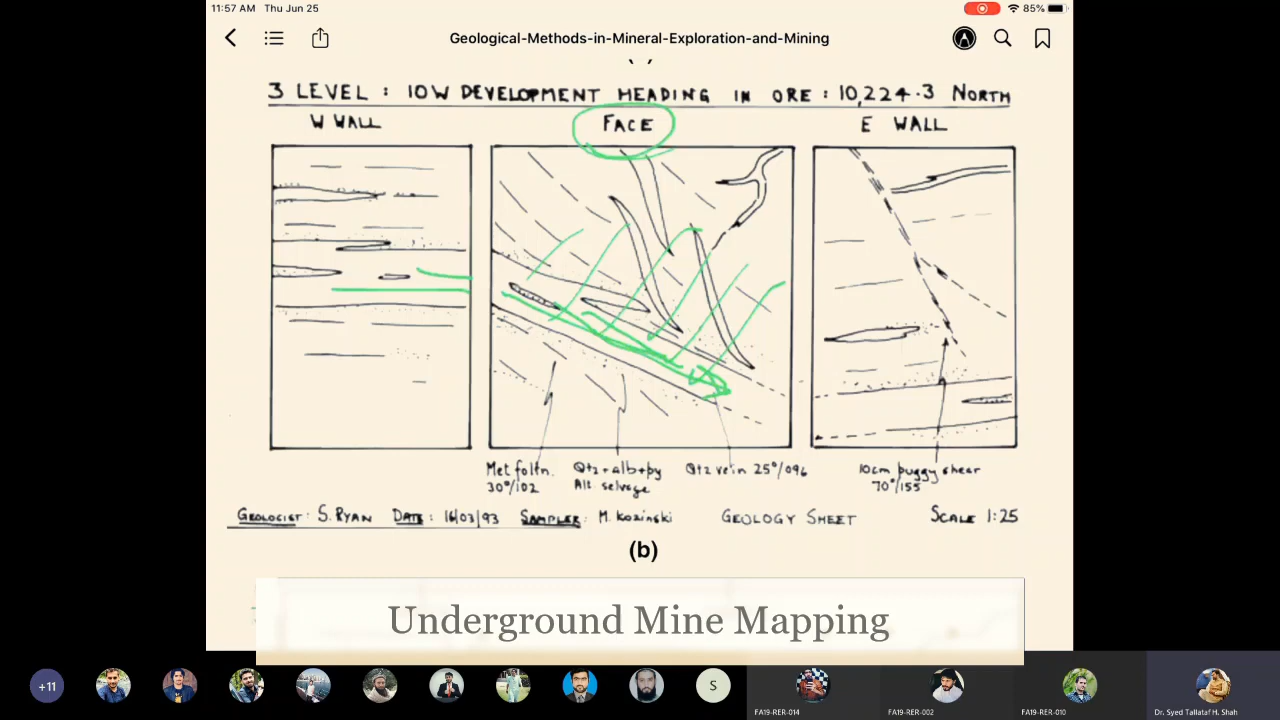 11:57 AM Thu Jun 25
85%
Geological-Methods-in-Mineral-Exploration-and-Mining
3 LEVEL : 10W DEVELOPMENT HEADING IN ORE : 10,224.3 NORTH
W WALL FACE E WALL
Met foltn. Qtz+alb+py Qtz vein 25°/096 10cm puggy shear
30°/102 Alt. selvage 70°/155
GEOLOGIST: S. RYAN DATE: 16/03/93 SAMPLER: M. KOZINSKI GEOLOGY SHEET SCALE 1:25
(b)
Underground Mine Mapping
+11
S
FA19-RER-014
FA19-RER-002
FA19-RER-010
Dr. Syed Tallataf H. Shah